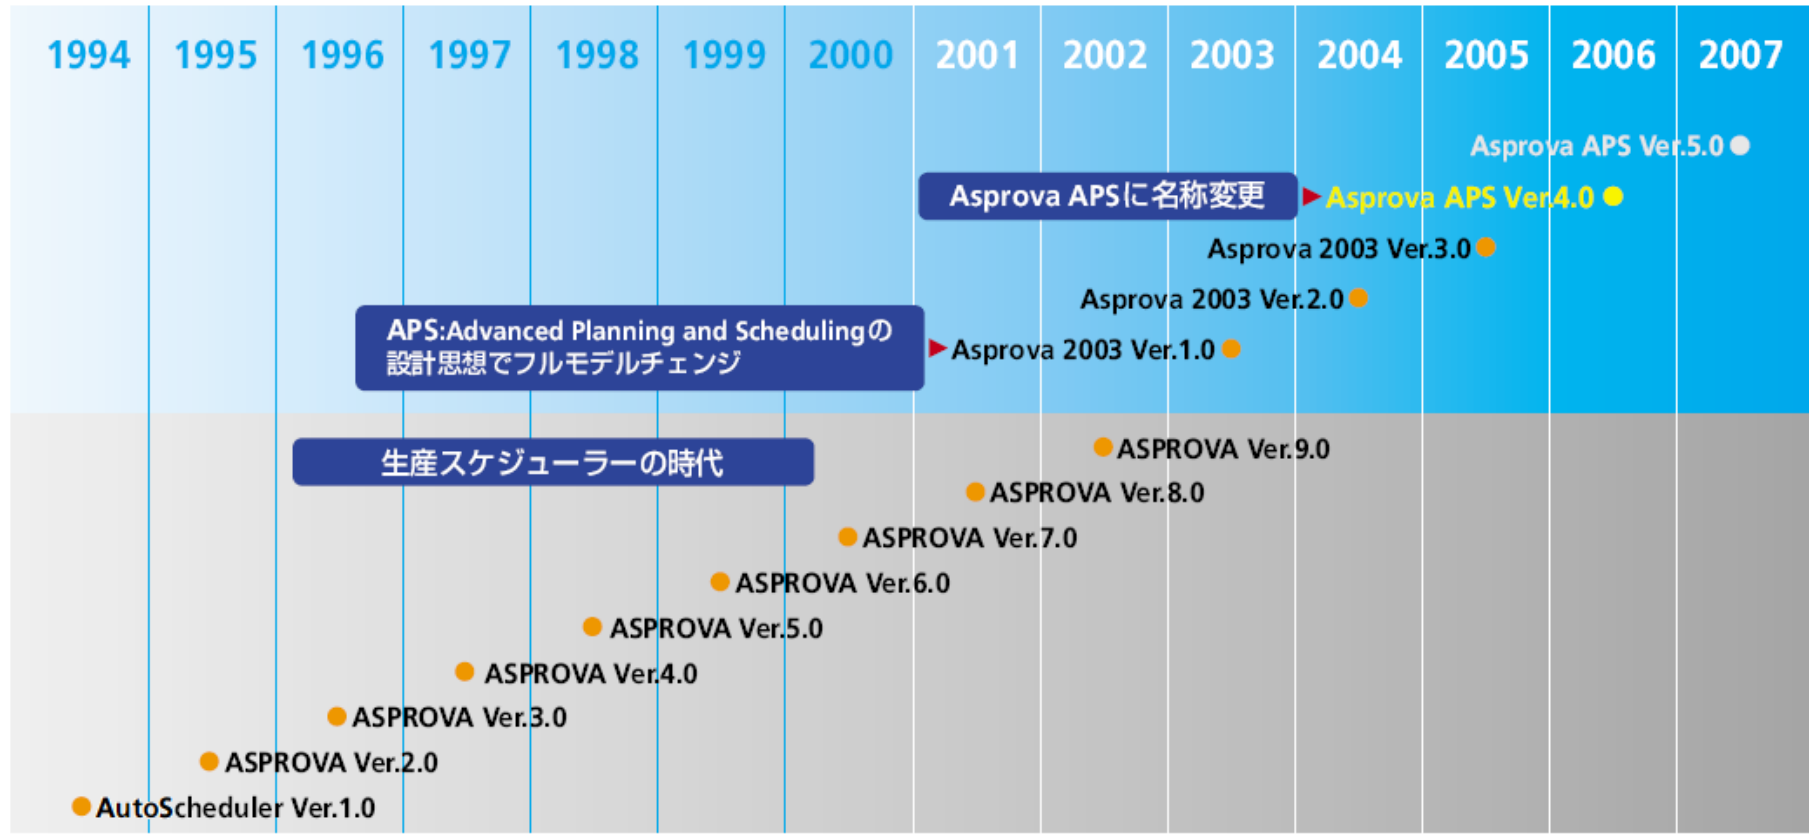 1994 1995 1996 1997 1998 1999 2000 2001 2002 2003 2004 2005 2006 2007
Asprova APS Ver.5.0
Asprova APSに名称変更
Asprova APS Ver.4.0
Asprova 2003 Ver.3.0
Asprova 2003 Ver.2.0
APS:Advanced Planning and Schedulingの
設計思想でフルモデルチェンジ
Asprova 2003 Ver.1.0
生産スケジューラーの時代
ASPROVA Ver.9.0
ASPROVA Ver.8.0
ASPROVA Ver.7.0
ASPROVA Ver.6.0
ASPROVA Ver.5.0
ASPROVA Ver.4.0
ASPROVA Ver.3.0
ASPROVA Ver.2.0
AutoScheduler Ver.1.0